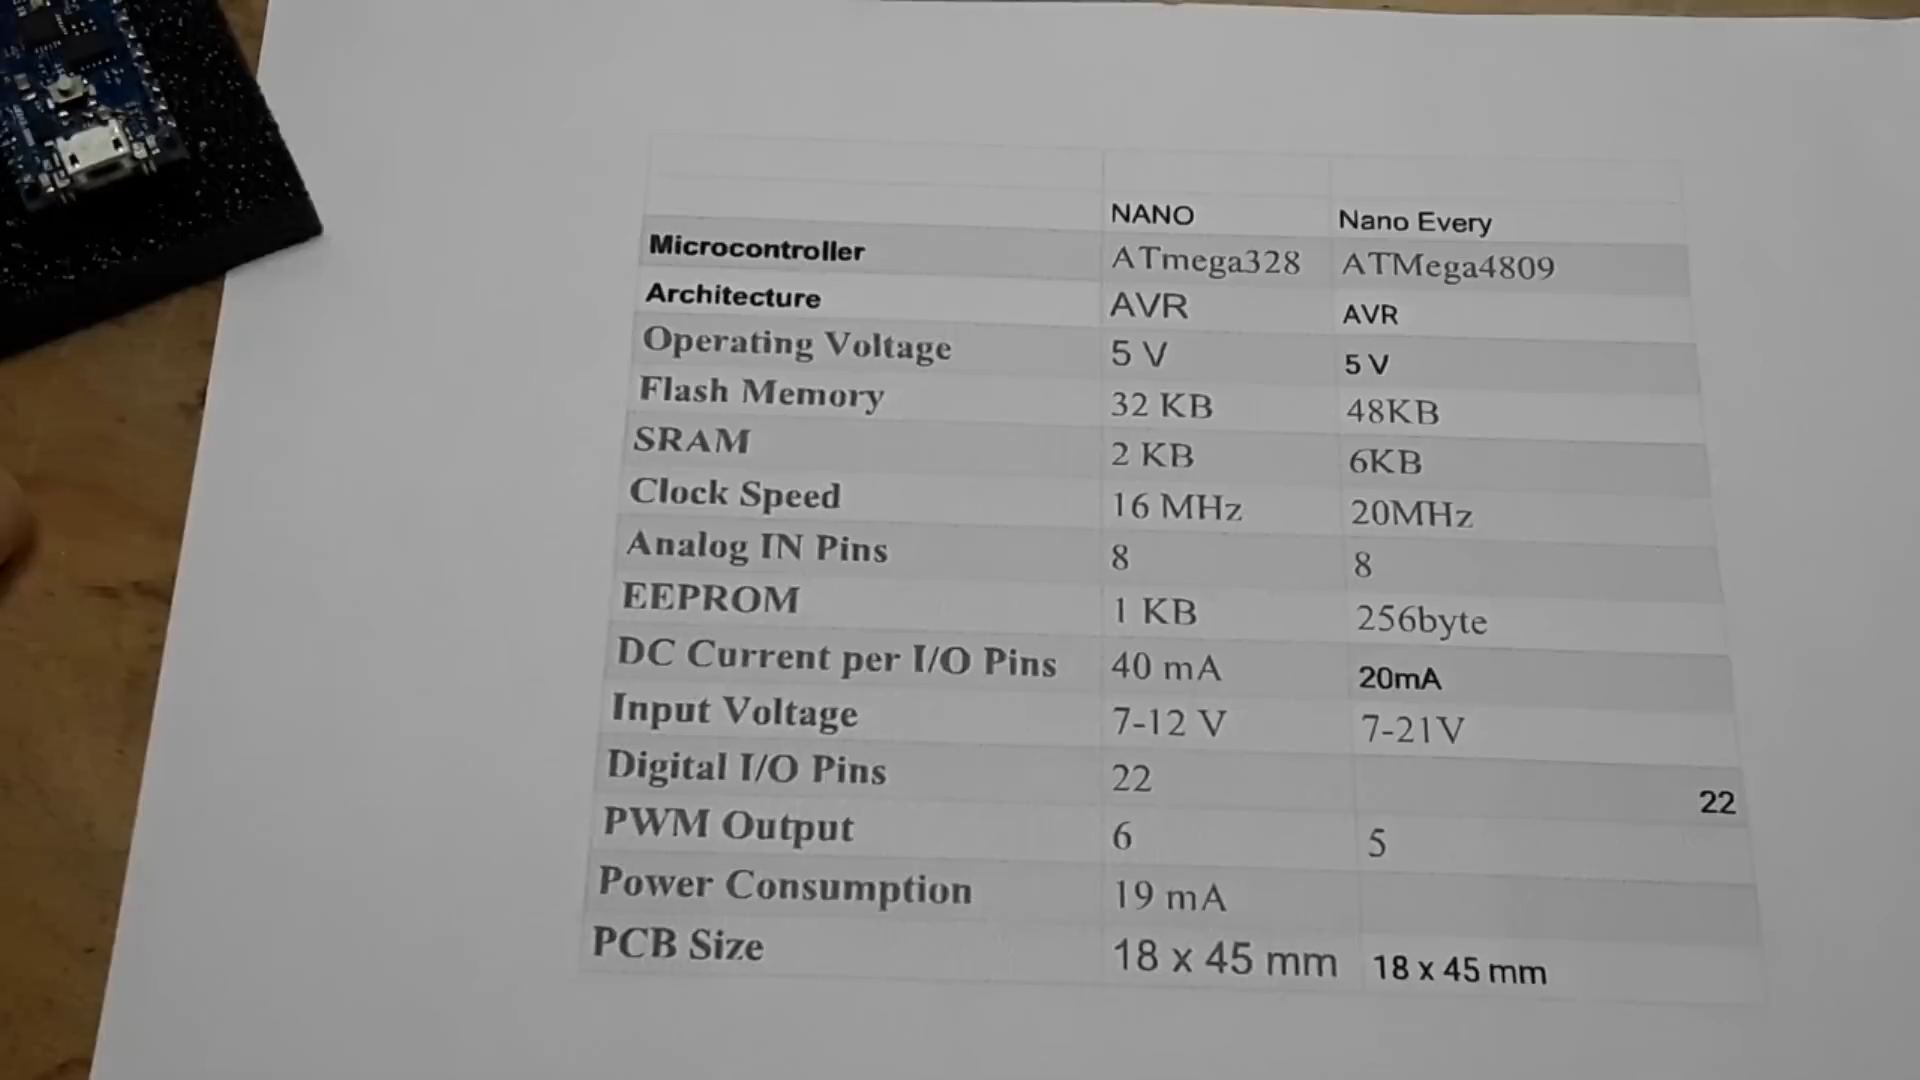 NANO Nano Every
Microcontroller ATmega328 ATMega4809
Architecture AVR AVR
Operating Voltage 5 V 5 V
Flash Memory 32 KB 48KB
SRAM 2 KB 6KB
Clock Speed 16 MHz 20MHz
Analog IN Pins 8 8
EEPROM 1 KB 256byte
DC Current per I/O Pins 40 mA 20mA
Input Voltage 7-12 V 7-21V
Digital I/O Pins 22 22
PWM Output 6 5
Power Consumption 19 mA
PCB Size 18 x 45 mm 18 x 45 mm